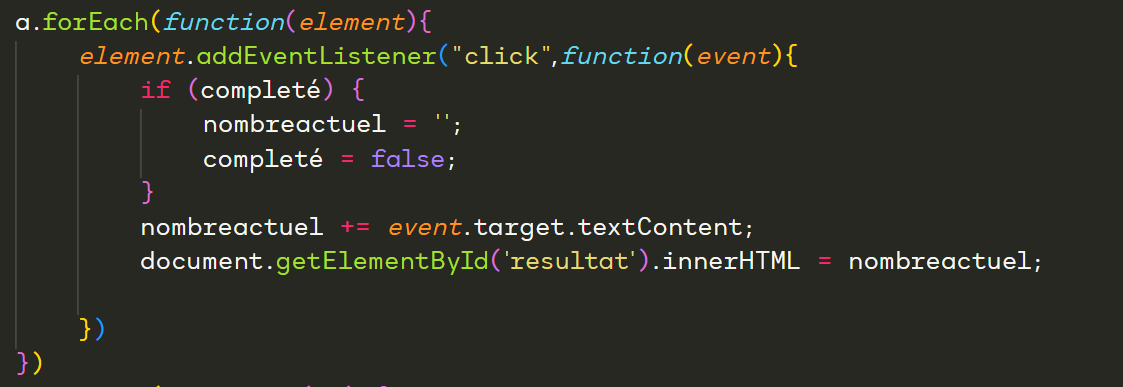 a.forEach(function(element){
element.addEventListener("click",function(event){
if (completé) {
nombreactuel = '';
completé = false;
}
nombreactuel += event.target.textContent;
document.getElementById('resultat').innerHTML = nombreactuel;
})
})